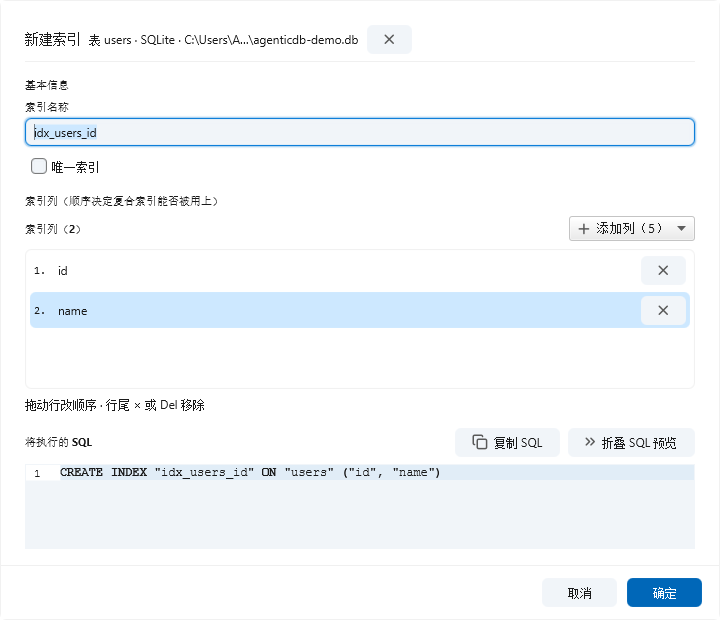 新建索引 表 users · SQLite · C:\Users\A...\agenticdb-demo.db
基本信息
索引名称
idx_users_id
唯一索引
索引列（顺序决定复合索引能否被用上）
索引列（2） 添加列（5）
1. id
2. name
拖动行改顺序 · 行尾 × 或 Del 移除
将执行的 SQL 复制 SQL 折叠 SQL 预览
1 CREATE INDEX "idx_users_id" ON "users" ("id", "name")
取消 确定